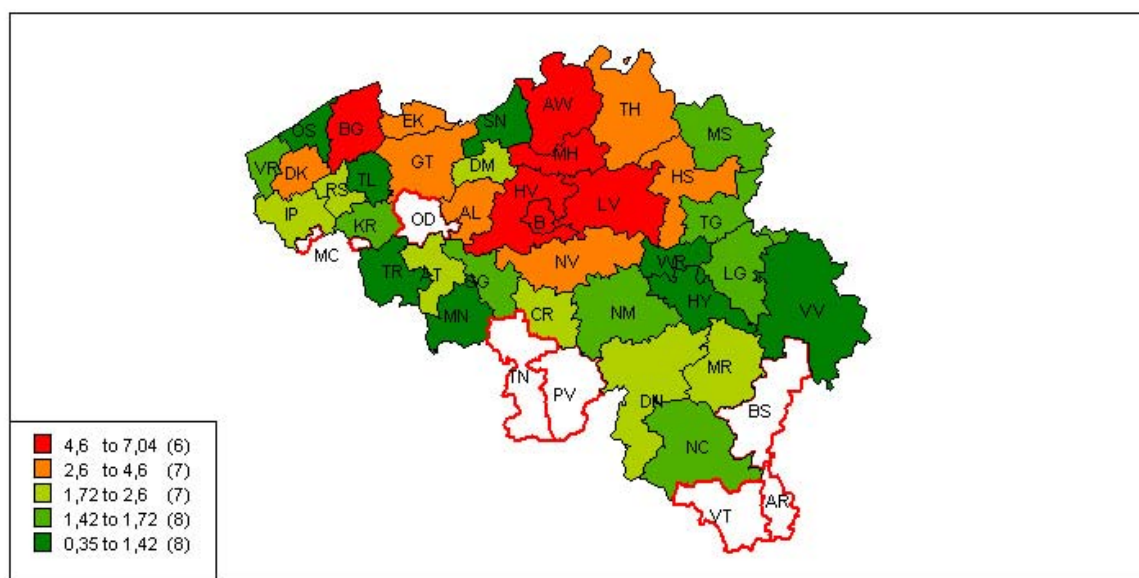 AW
TH
EK
SN
OS
BG
MS
VR
DK
GT
DM
MH
TL
HS
RS
HV
LV
IP
AL
KR
OD
B
TG
MC
NV
WR
LG
TR
AT
SG
HY
MN
CR
NM
VV
MR
TN
PV
DN
BS
NC
VT
AR
4,6 to 7,04 (6)
2,6 to 4,6 (7)
1,72 to 2,6 (7)
1,42 to 1,72 (8)
0,35 to 1,42 (8)